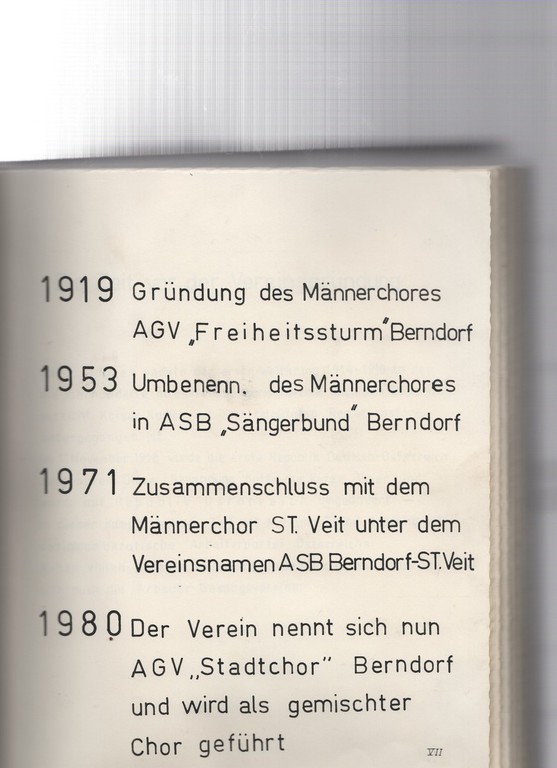 1919 Gründung des Männerchores
AGV „Freiheitssturm" Berndorf
1953 Umbenenn. des Männerchores
in ASB „Sängerbund" Berndorf
1971 Zusammenschluss mit dem
Männerchor ST. Veit unter dem
Vereinsnamen ASB Berndorf-ST. Veit
1980 Der Verein nennt sich nun
AGV „Stadtchor" Berndorf
und wird als gemischter
Chor geführt
VII